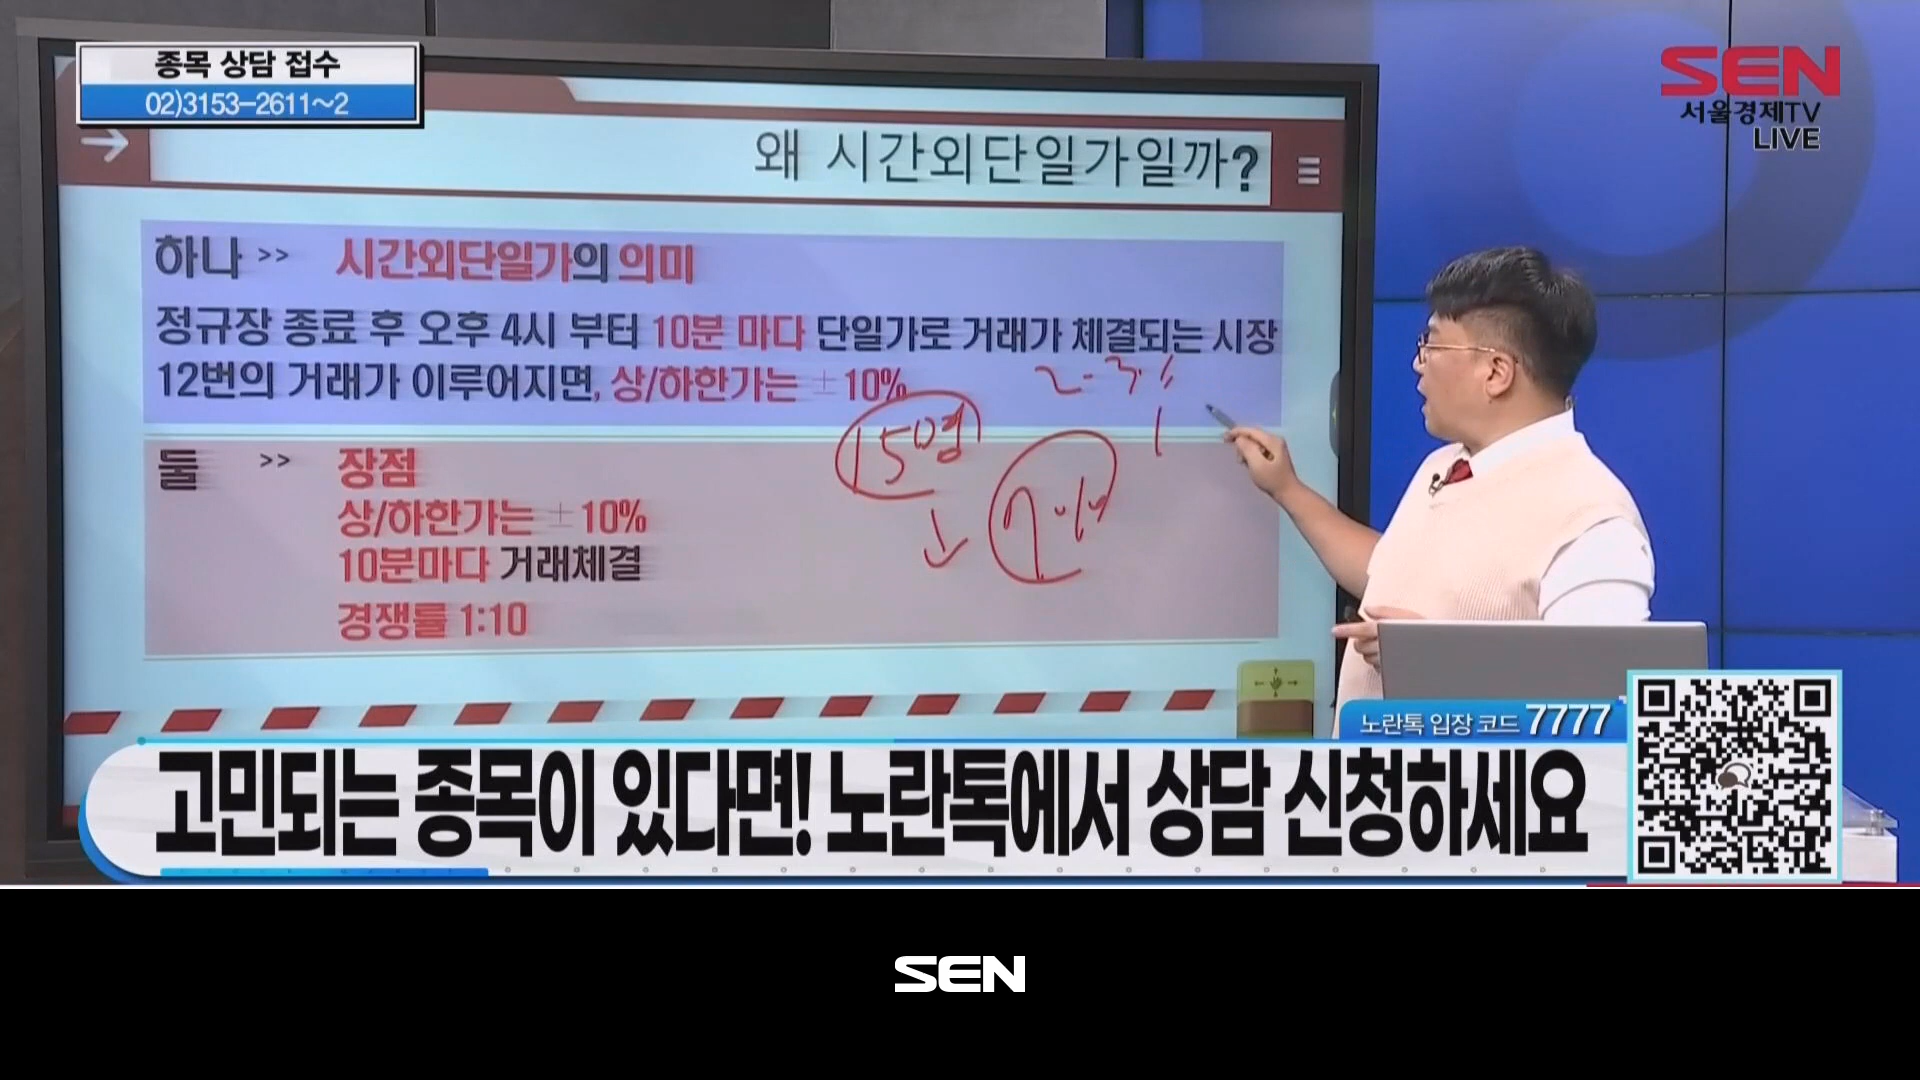 종목 상담 접수
02)3153-2611~2
SEN
서울경제TV
LIVE
왜 시간외단일가일까?
하나 >> 시간외단일가의 의미
정규장 종료 후 오후 4시 부터 10분 마다 단일가로 거래가 체결되는 시장
12번의 거래가 이루어지면, 상/하한가는 ±10%
2-3%
15명
둘 >> 장점
상/하한가는 ±10%
10분마다 거래체결
경쟁률 1:10
노란톡 입장 코드 7777
고민되는 종목이 있다면! 노란톡에서 상담 신청하세요
SEN